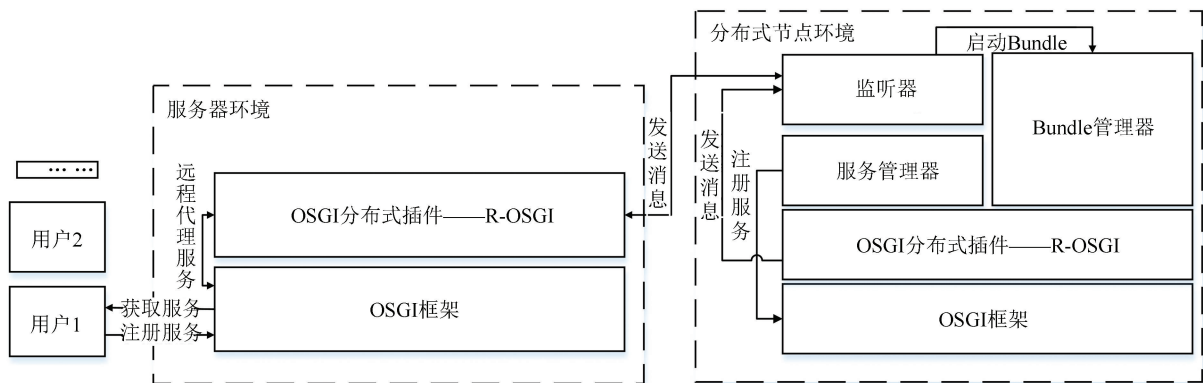 分布式节点环境
启动Bundle
监听器
Bundle管理器
服务管理器
OSGI分布式插件——R-OSGI
OSGI框架
发送消息
注册服务
发送消息
服务器环境
远程代理服务
OSGI分布式插件——R-OSGI
OSGI框架
... ...
用户2
用户1
获取服务
注册服务